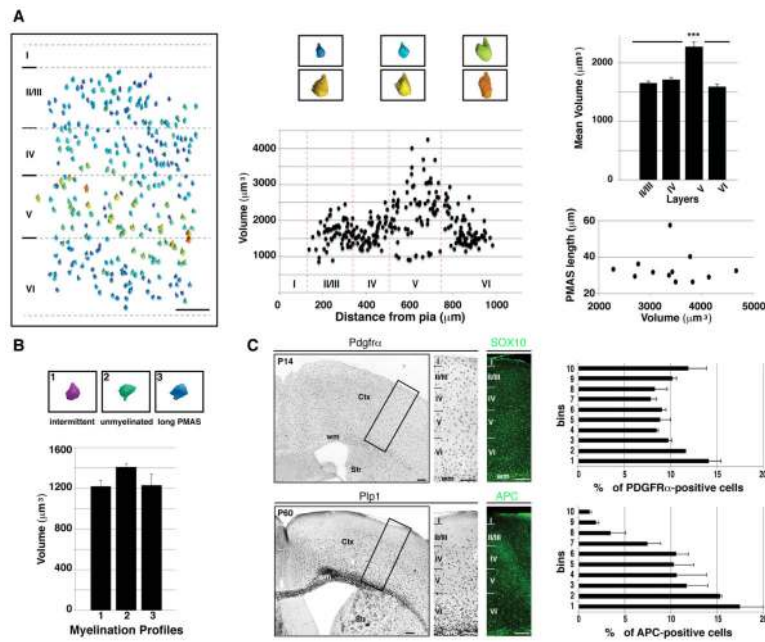 A
I
II/III
IV
V
VI
Volume (μm³)
4000
3000
2000
1000
I II/III IV V VI
0 200 400 600 800 1000
Distance from pia (μm)
Mean Volume (μm³)
***
2000
1000
0
II/III IV V VI
Layers
PMAS length (μm)
60
40
20
2000 3000 4000 5000
Volume (μm³)
B
1 2 3
intermittent unmyelinated long PMAS
Volume (μm³)
1600
1200
900
600
300
0
1 2 3
Myelination Profiles
C
Pdgfrα
SOX10
P14
Ctx
wm
Str
I
II/III
IV
V
VI
I
II/III
IV
V
VI
wm
bins
10
9
8
7
6
5
4
3
2
1
0 5 10 15 20
% of PDGFRα-positive cells
Plp1
APC
P60
Ctx
Str
I
II/III
IV
V
VI
I
II/III
IV
V
VI
bins
10
9
8
7
6
5
4
3
2
1
0 5 10 15 20
% of APC-positive cells